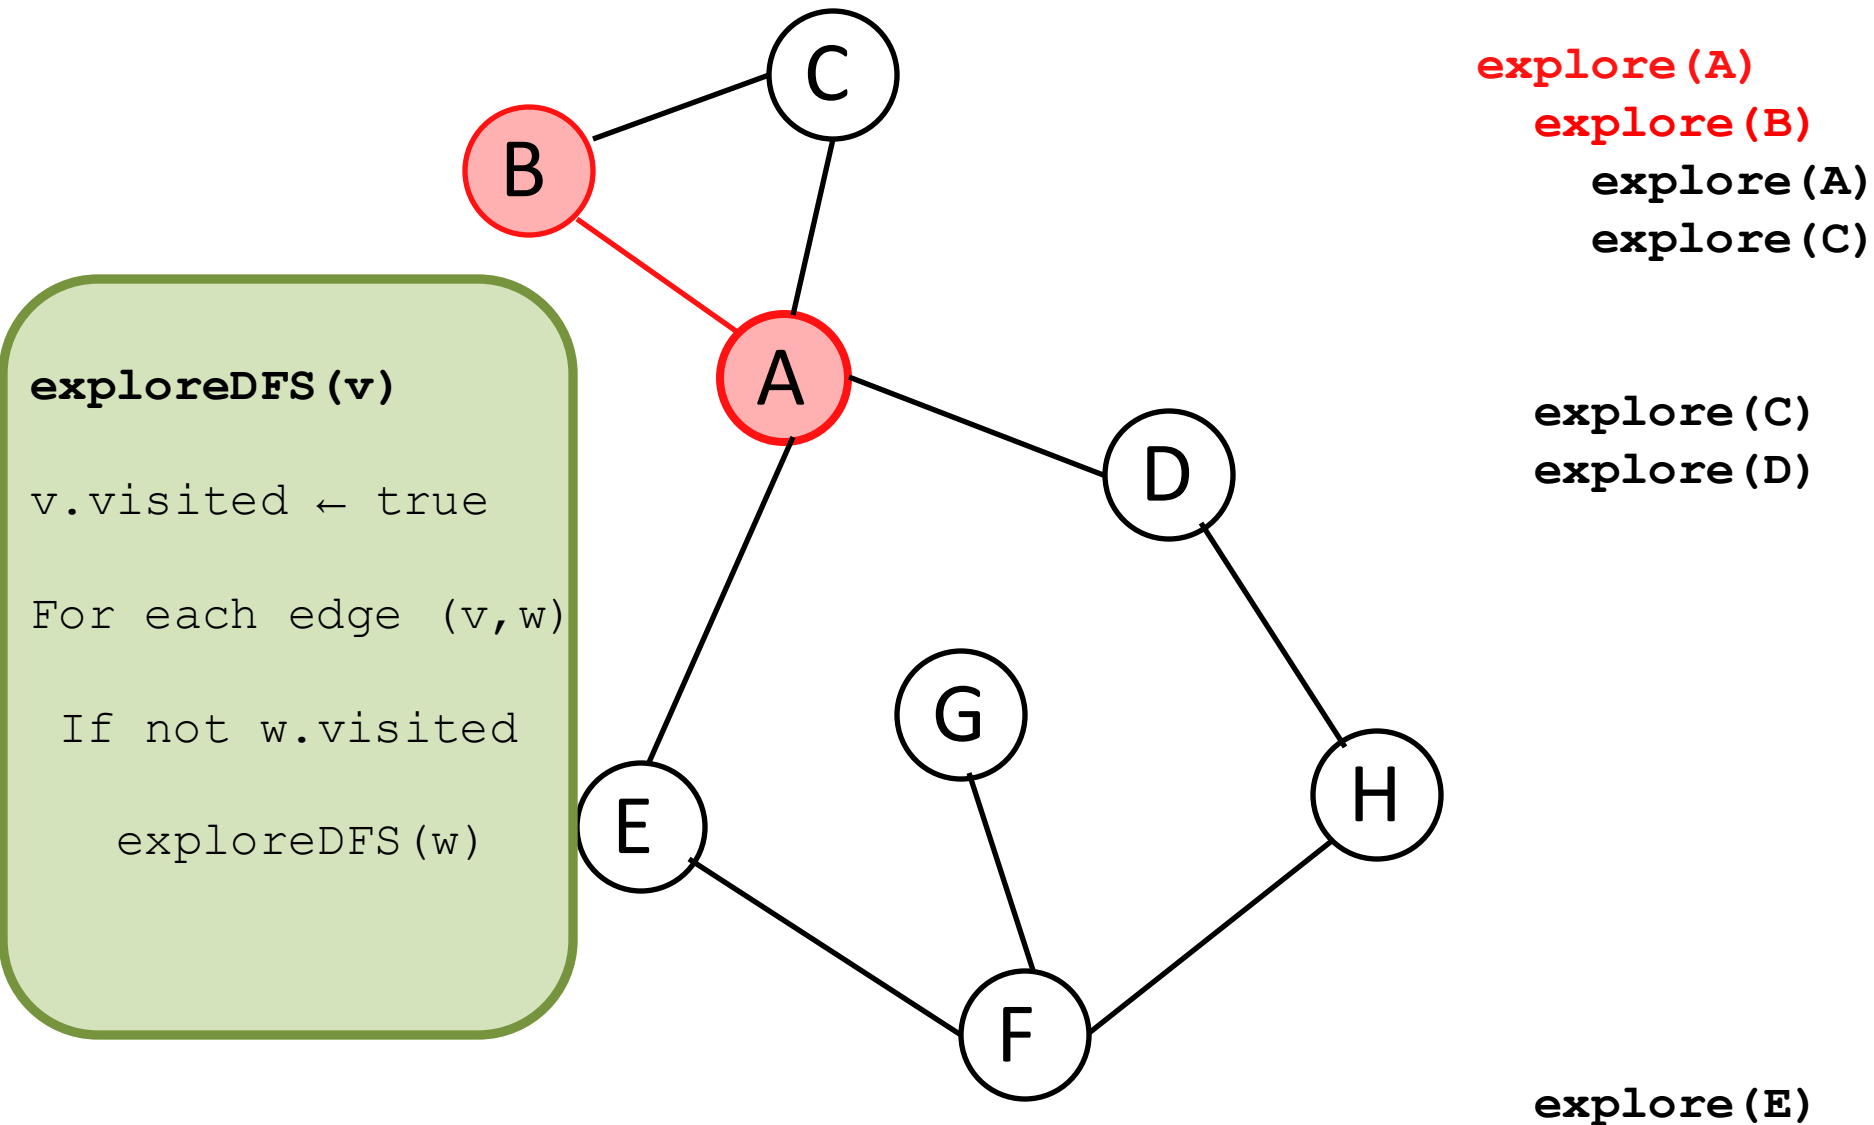 C
B
A
D
G
E
H
F
exploreDFS(v)
v.visited ← true
For each edge (v,w)
If not w.visited
exploreDFS(w)
explore(A)
explore(B)
explore(A)
explore(C)
explore(C)
explore(D)
explore(E)